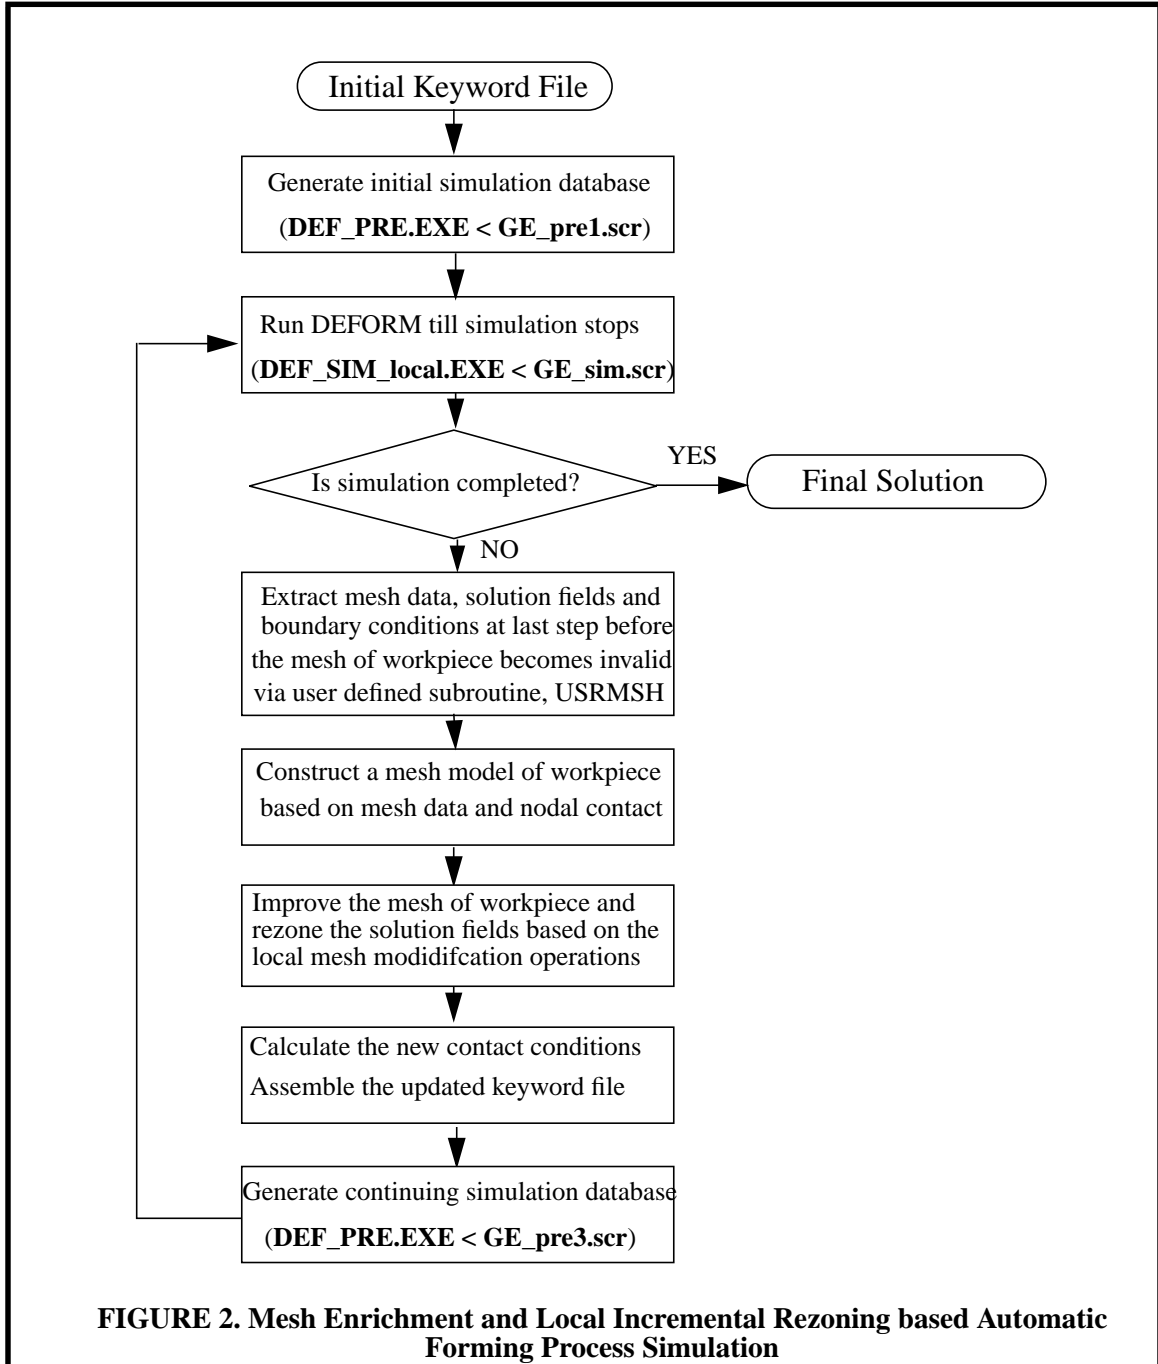 Initial Keyword File
Generate initial simulation database
(DEF_PRE.EXE < GE_pre1.scr)
Run DEFORM till simulation stops
(DEF_SIM_local.EXE < GE_sim.scr)
Is simulation completed?
YES
Final Solution
NO
Extract mesh data, solution fields and
boundary conditions at last step before
the mesh of workpiece becomes invalid
via user defined subroutine, USRMSH
Construct a mesh model of workpiece
based on mesh data and nodal contact
Improve the mesh of workpiece and
rezone the solution fields based on the
local mesh modidifcation operations
Calculate the new contact conditions
Assemble the updated keyword file
Generate continuing simulation database
(DEF_PRE.EXE < GE_pre3.scr)
FIGURE 2. Mesh Enrichment and Local Incremental Rezoning based Automatic
Forming Process Simulation